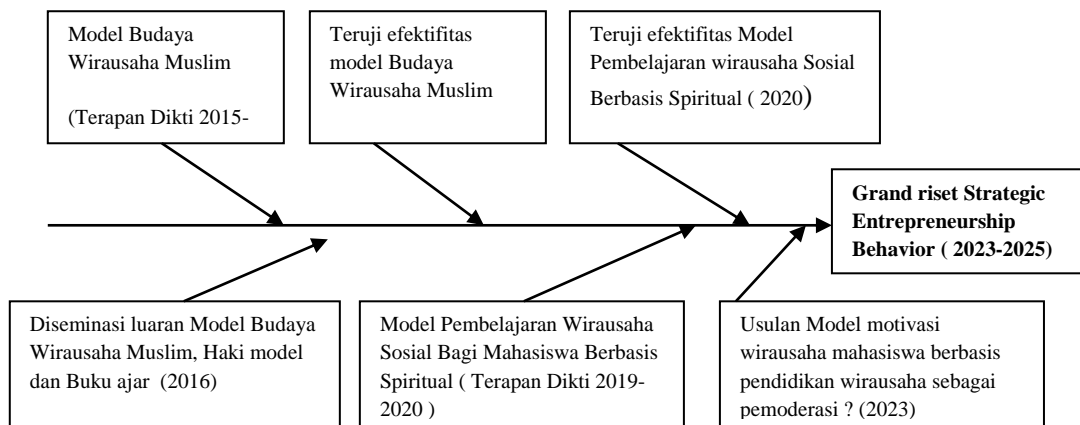 Model Budaya
Wirausaha Muslim
(Terapan Dikti 2015-
Teruji efektifitas
model Budaya
Wirausaha Muslim
Teruji efektifitas Model
Pembelajaran wirausaha Sosial
Berbasis Spiritual ( 2020)
Grand riset Strategic
Entrepreneurship
Behavior ( 2023-2025)
Diseminasi luaran Model Budaya
Wirausaha Muslim, Haki model
dan Buku ajar (2016)
Model Pembelajaran Wirausaha
Sosial Bagi Mahasiswa Berbasis
Spiritual ( Terapan Dikti 2019-
2020 )
Usulan Model motivasi
wirausaha mahasiswa berbasis
pendidikan wirausaha sebagai
pemoderasi ? (2023)